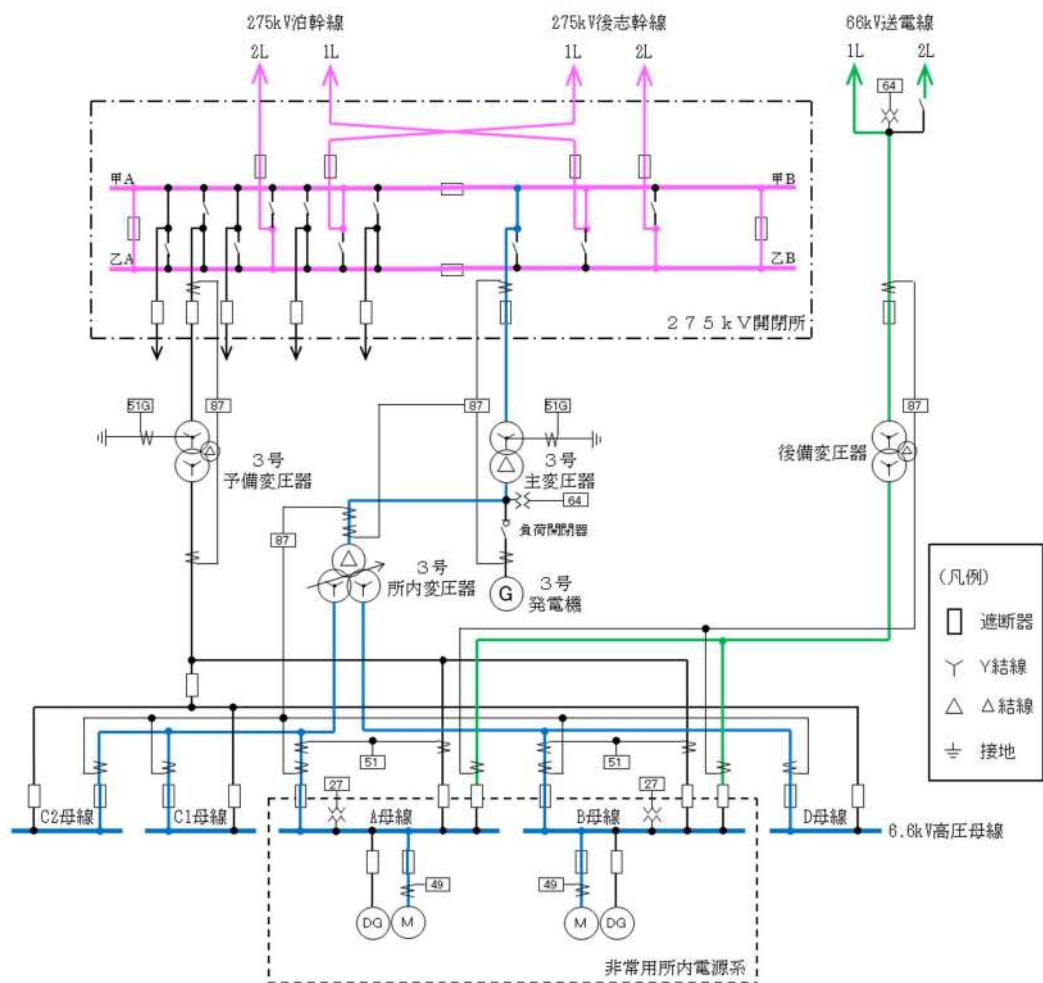 275kV泊幹線
275kV後志幹線
66kV送電線
2L
1L
1L
2L
1L
2L
64
甲A
甲B
乙A
乙B
275kV開閉所
51G
87
87
51G
87
3号
予備変圧器
3号
主変圧器
後備変圧器
64
87
負荷開閉器
3号
所内変圧器
G
3号
発電機
(凡例)
遮断器
Y結線
△結線
接地
51
51
27
27
C2母線
C1母線
A母線
B母線
D母線
6.6kV高圧母線
49
49
DG
M
M
DG
非常用所内電源系